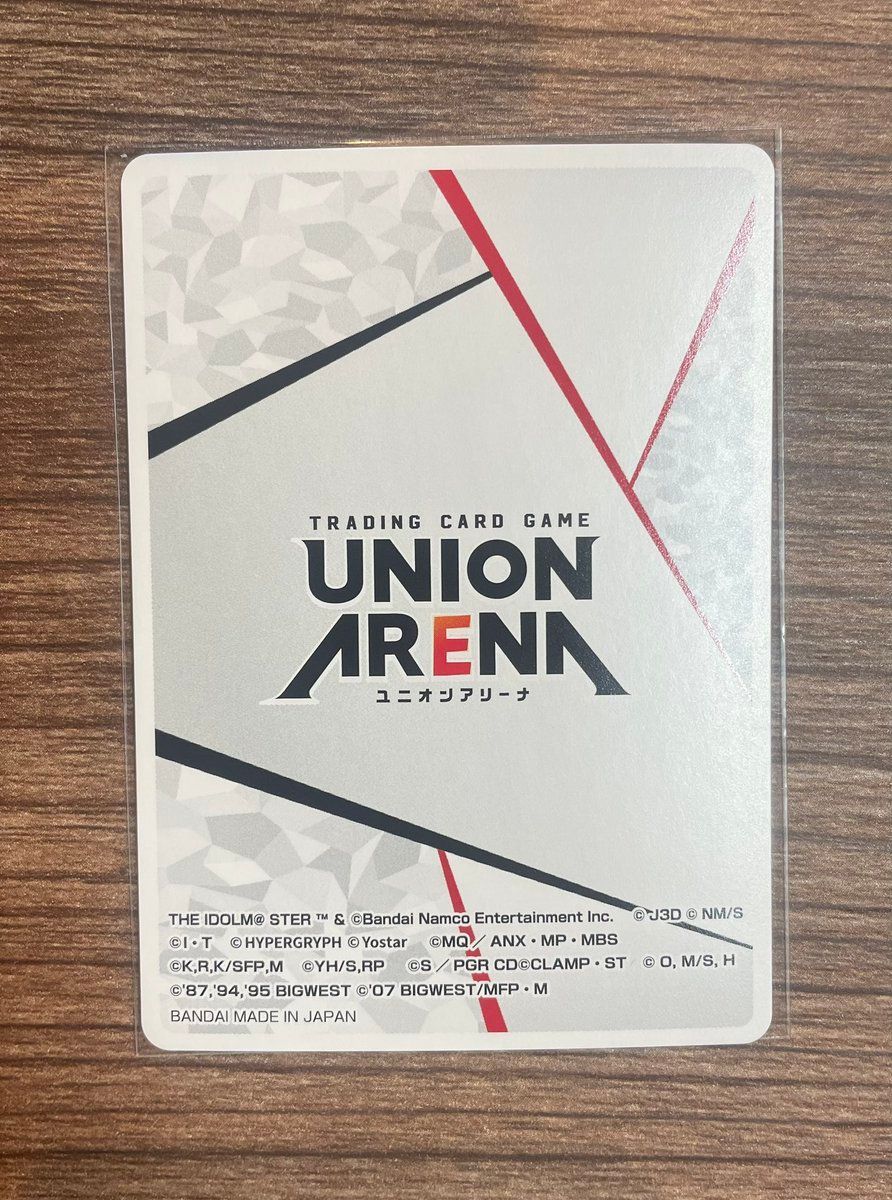 TRADING CARD GAME
UNION
ARENA
ユニオンアリーナ
THE IDOLM@ STER ™ & ©Bandai Namco Entertainment Inc. © J3D © NM/S
©I・T ©HYPERGRYPH ©Yostar ©MQ／ ANX・MP・MBS
©K,R,K/SFP,M ©YH/S,RP ©S／PGR CD©CLAMP・ST © O, M/S, H
©'87,'94,'95 BIGWEST ©'07 BIGWEST/MFP・M
BANDAI MADE IN JAPAN